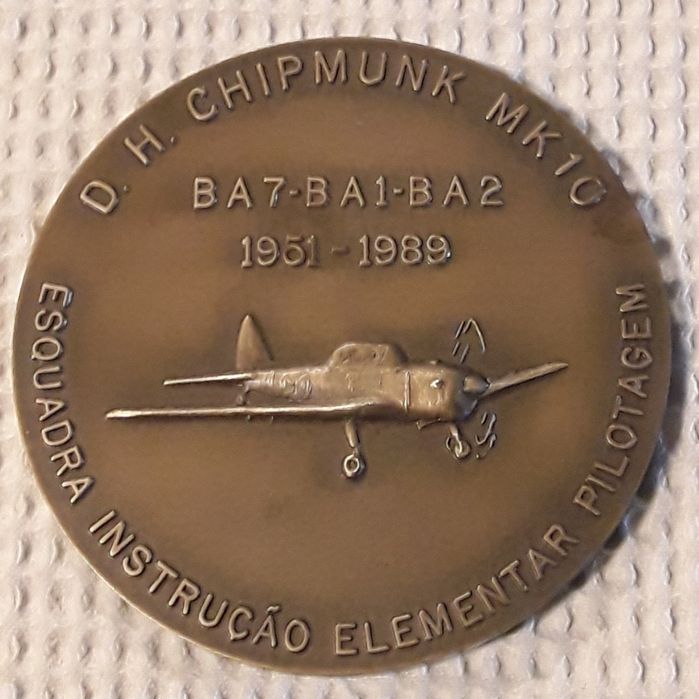 D. H. CHIPMUNK MK10
BA7-BA1-BA2
1951-1989
ESQUADRA INSTRUÇÃO ELEMENTAR PILOTAGEM